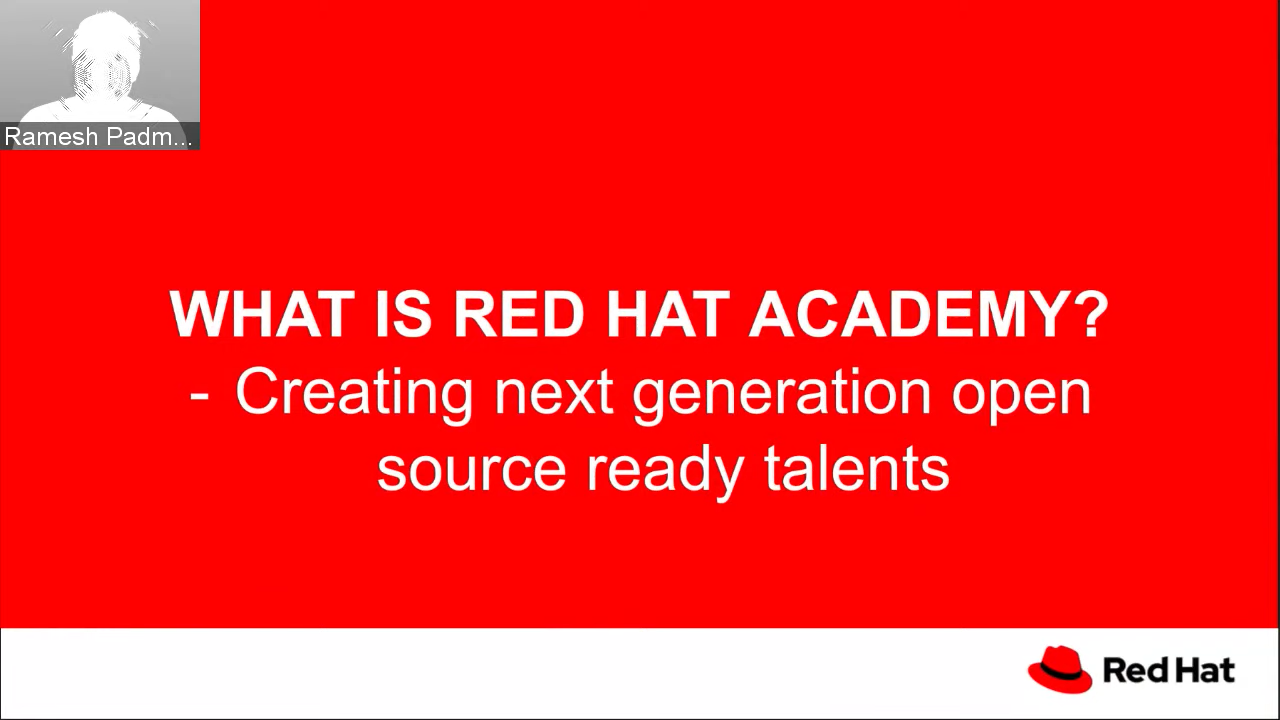 Ramesh Padm...
WHAT IS RED HAT ACADEMY?
- Creating next generation open
source ready talents
Red Hat